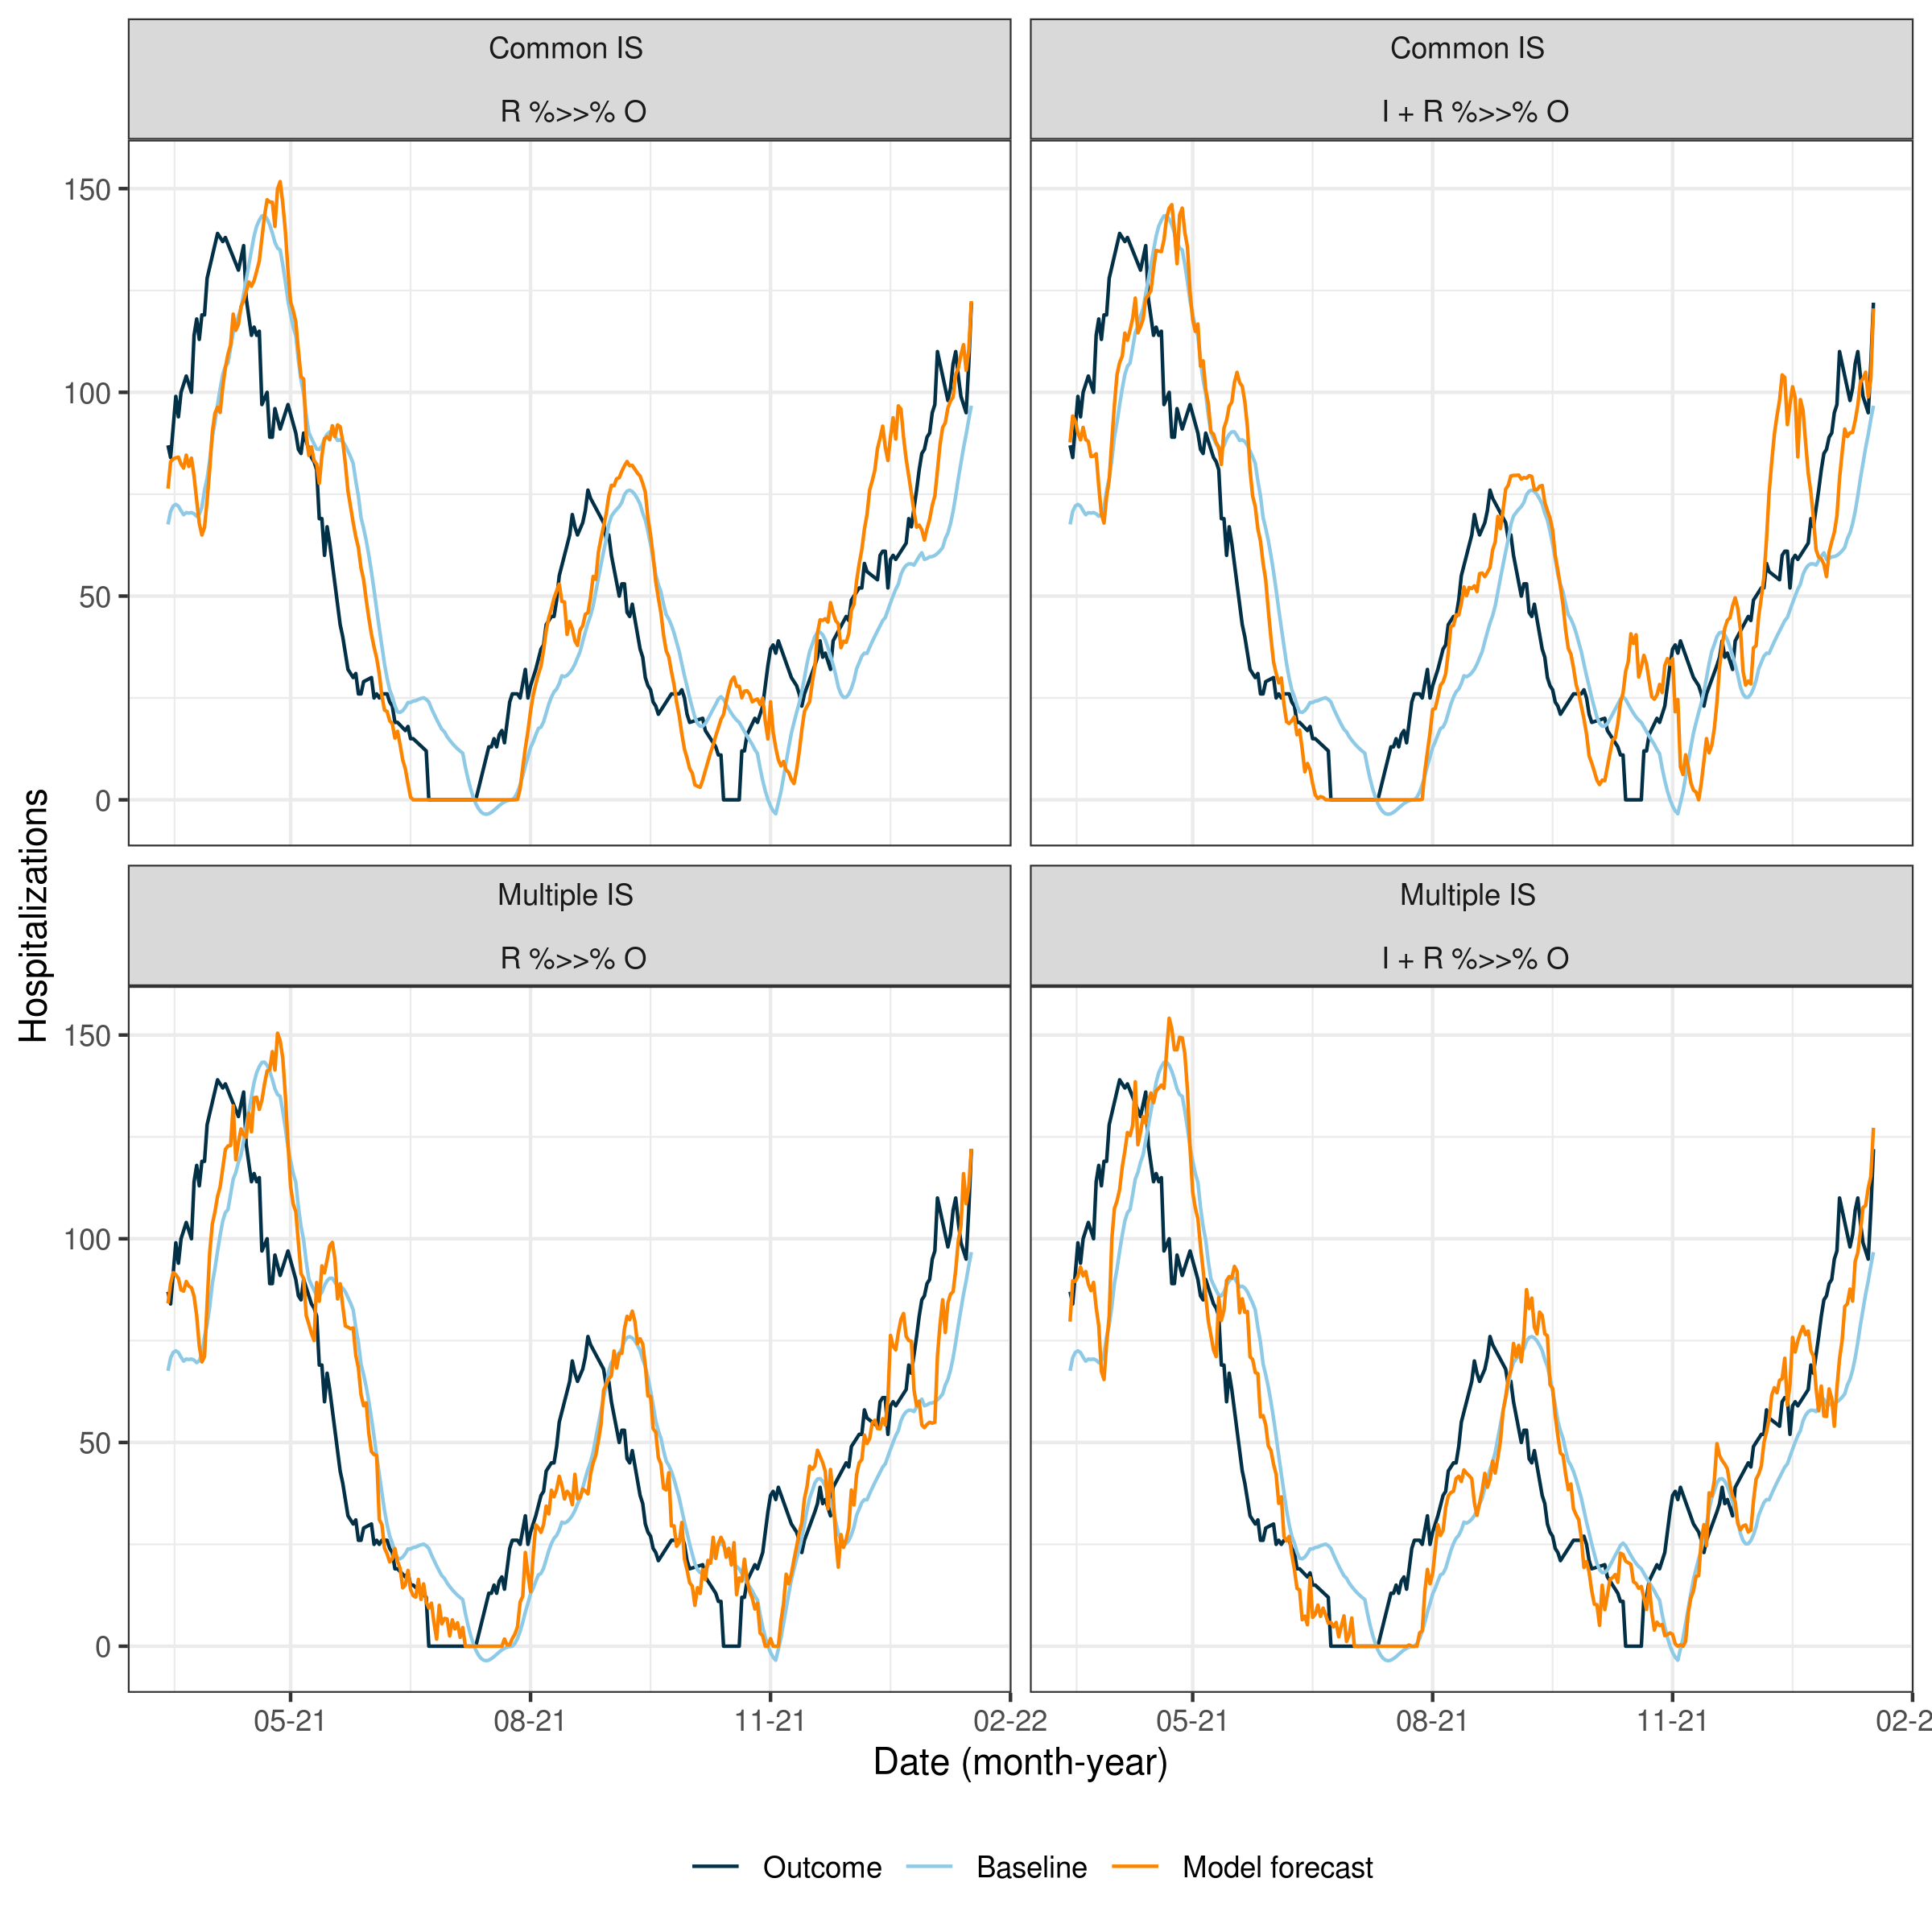 Common IS
R %>>% O
Common IS
I + R %>>% O
150
100
50
0
Multiple IS
R %>>% O
Multiple IS
I + R %>>% O
150
100
50
0
Hospitalizations
05-21
08-21
11-21
02-22
05-21
08-21
11-21
02-2
Date (month-year)
Outcome
Baseline
Model forecast